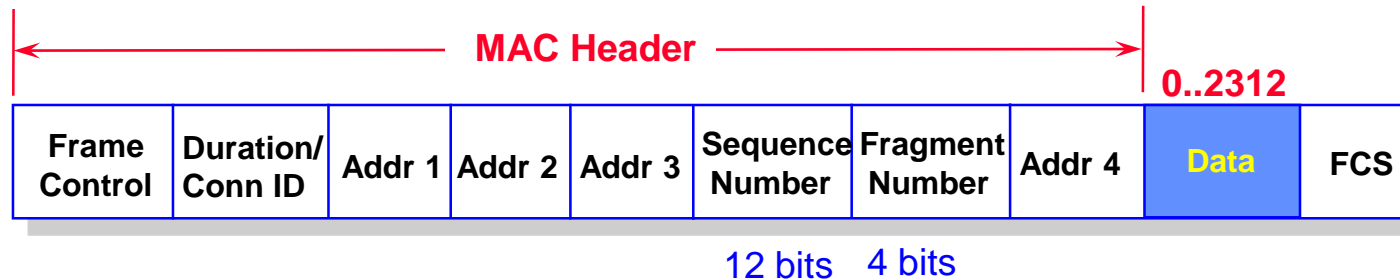 MAC Header
0..2312
Frame Control
Duration/ Conn ID
Addr 1
Addr 2
Addr 3
Sequence Number
Fragment Number
Addr 4
Data
FCS
12 bits
4 bits